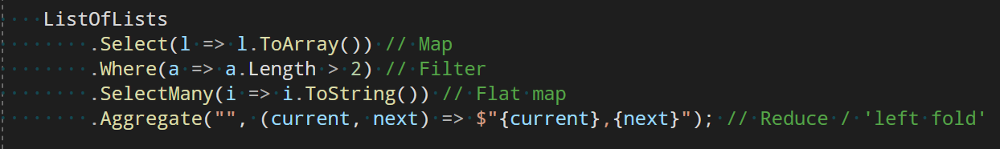 ListOfLists
.Select(l => l.ToArray()) // Map
.Where(a => a.Length > 2) // Filter
.SelectMany(i => i.ToString()) // Flat map
.Aggregate("", (current, next) => $"{current},{next}"); // Reduce / 'left fold'